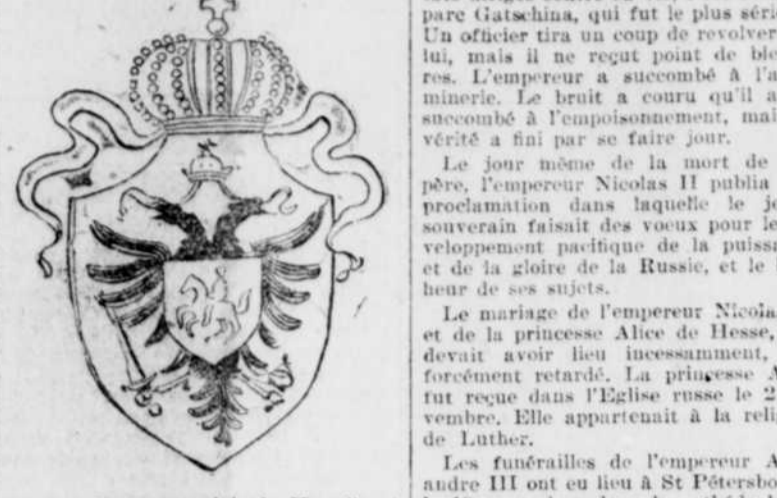 parc Gatschina, qui fut le plus séri
Un officier tira un coup de revolver
lui, mais il ne reçut point de ble
res. L'empereur a succombé à l'a
minerie. Le bruit a couru qu'il a
succombé à l'empoisonnement, mai
vérité a fini par se faire jour.
Le jour même de la mort de
père, l'empereur Nicolas II publia
proclamation dans laquelle le je
souverain faisait des voeux pour le
veloppement pacifique de la puissa
et de la gloire de la Russie, et le
heur de ses sujets.
Le mariage de l'empereur Nicola
et de la princesse Alice de Hesse,
devait avoir lieu incessamment,
forcément retardé. La princesse A
fut reçue dans l'Eglise russe le 2
vembre. Elle appartenait à la reli
de Luther.
Les funérailles de l'empereur A
andre III ont eu lieu à St Pétersbo